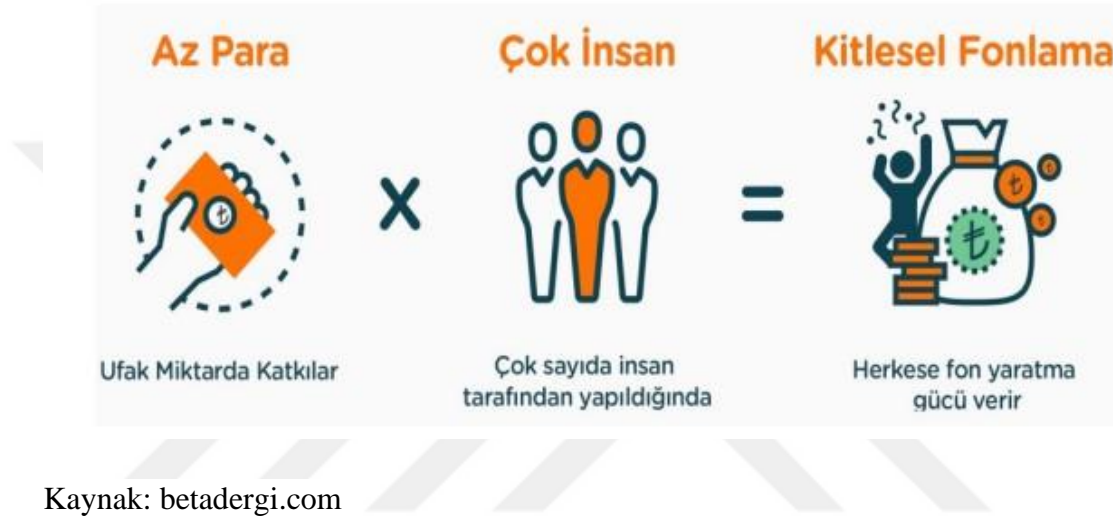 Az Para
Çok İnsan
Kitlesel Fonlama
x
=
Ufak Miktarda Katkılar
Çok sayıda insan
tarafından yapıldığında
Herkese fon yaratma
gücü verir
Kaynak: betadergi.com